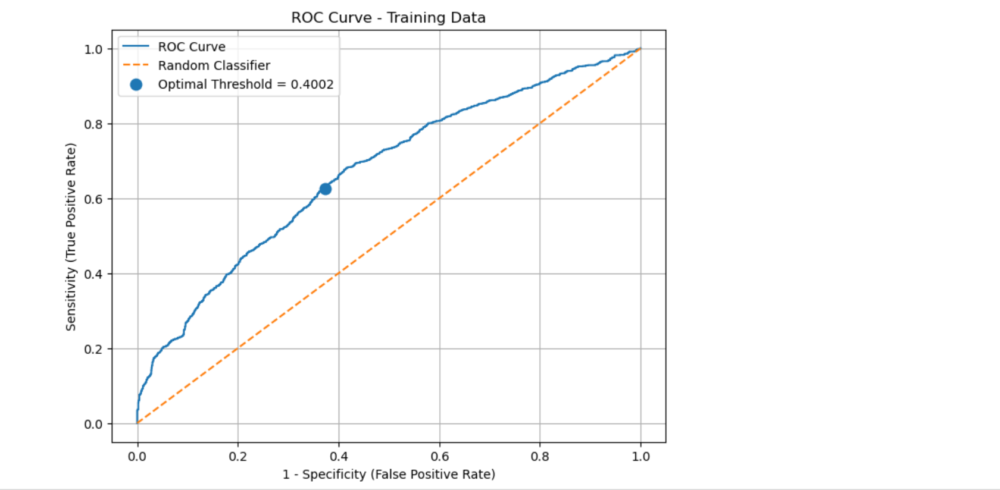 ROC Curve - Training Data
ROC Curve
Random Classifier
Optimal Threshold = 0.4002
1.0
0.8
0.6
0.4
0.2
0.0
Sensitivity (True Positive Rate)
0.0 0.2 0.4 0.6 0.8 1.0
1 - Specificity (False Positive Rate)